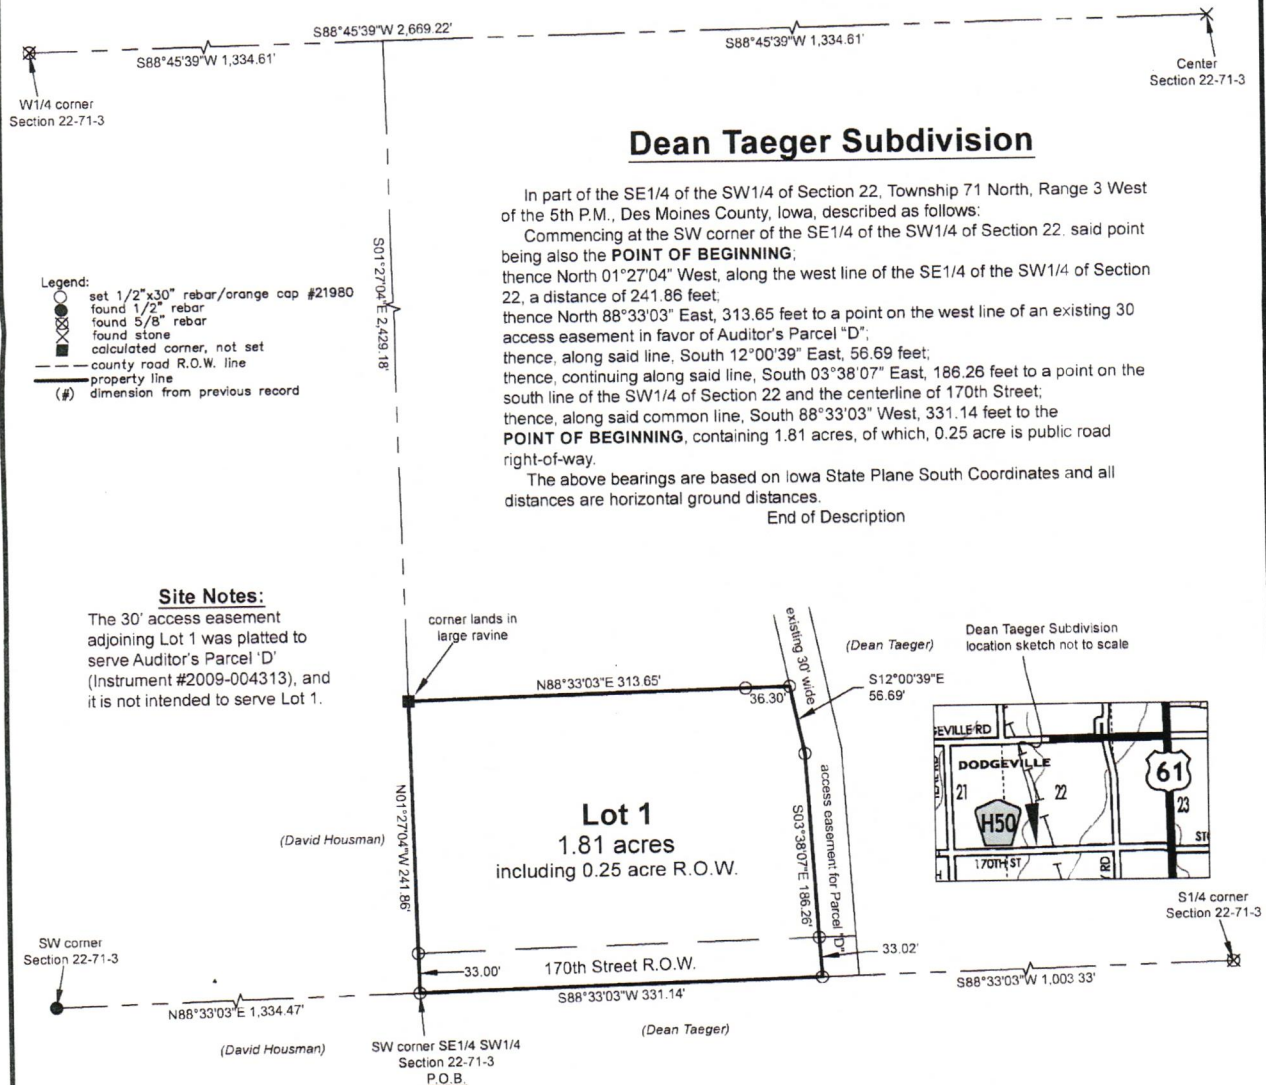 S88°45'39"W 2,669.22'
S88°45'39"W 1,334.61'
S88°45'39"W 1,334.61'
W1/4 corner
Section 22-71-3
Center
Section 22-71-3
Dean Taeger Subdivision
In part of the SE1/4 of the SW1/4 of Section 22, Township 71 North, Range 3 West
of the 5th P.M., Des Moines County, Iowa, described as follows:
Commencing at the SW corner of the SE1/4 of the SW1/4 of Section 22, said point
being also the POINT OF BEGINNING;
thence North 01°27'04" West, along the west line of the SE1/4 of the SW1/4 of Section
22, a distance of 241.86 feet;
thence North 88°33'03" East, 313.65 feet to a point on the west line of an existing 30
access easement in favor of Auditor's Parcel "D";
thence, along said line, South 12°00'39" East, 56.69 feet;
thence, continuing along said line, South 03°38'07" East, 186.26 feet to a point on the
south line of the SW1/4 of Section 22 and the centerline of 170th Street;
thence, along said common line, South 88°33'03" West, 331.14 feet to the
POINT OF BEGINNING, containing 1.81 acres, of which, 0.25 acre is public road
right-of-way.
The above bearings are based on Iowa State Plane South Coordinates and all
distances are horizontal ground distances.
End of Description
S01°27'04"E 2,429.18'
Legend:
set 1/2"x30" rebar/orange cap #21980
found 1/2" rebar
found 5/8" rebar
found stone
calculated corner, not set
county road R.O.W. line
property line
(#) dimension from previous record
Site Notes:
The 30' access easement
adjoining Lot 1 was platted to
serve Auditor's Parcel 'D'
(Instrument #2009-004313), and
it is not intended to serve Lot 1.
corner lands in
large ravine
N88°33'03"E 313.65'
36.30'
existing 30' wide
access easement for Parcel "D"
(Dean Taeger)
S12°00'39"E
56.69'
Dean Taeger Subdivision
location sketch not to scale
GEVILLE RD
DODGEVILLE
21
22
23
61
H50
170TH ST
ST
RD
N01°27'04"W 241.86'
(David Housman)
Lot 1
1.81 acres
including 0.25 acre R.O.W.
S03°38'07"E 186.26'
S1/4 corner
Section 22-71-3
SW corner
Section 22-71-3
33.00'
170th Street R.O.W.
33.02'
N88°33'03"E 1,334.47'
S88°33'03"W 331.14'
S88°33'03"W 1,003.33'
(David Housman)
SW corner SE1/4 SW1/4
Section 22-71-3
P.O.B.
(Dean Taeger)